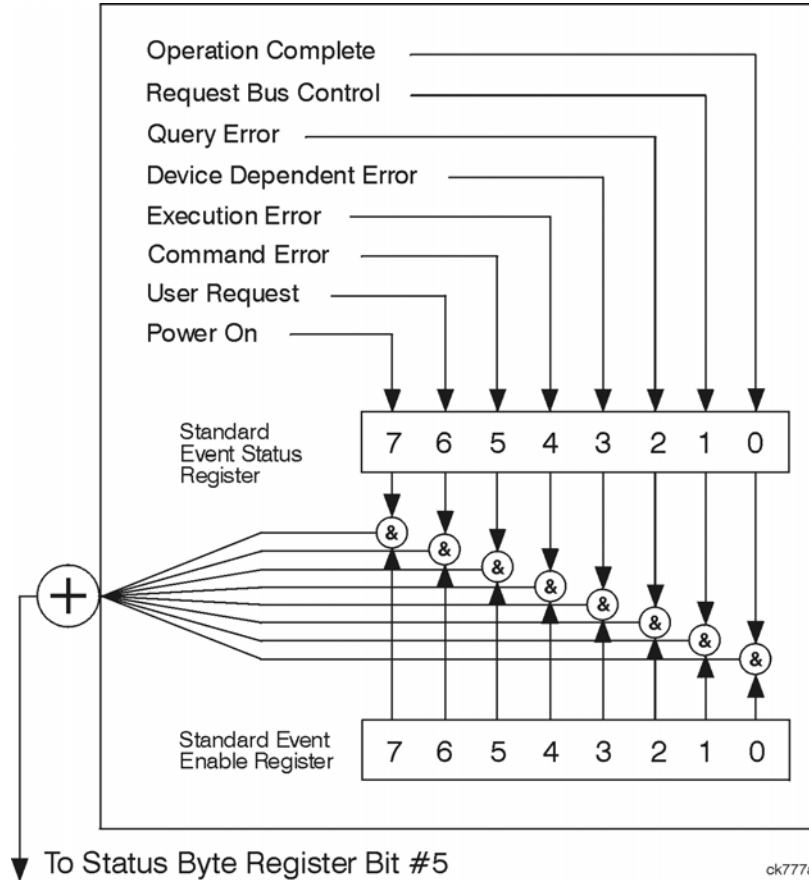 Operation Complete
Request Bus Control
Query Error
Device Dependent Error
Execution Error
Command Error
User Request
Power On
Standard
Event Status
Register
7 6 5 4 3 2 1 0
& & & & & & & &
+
Standard Event
Enable Register
7 6 5 4 3 2 1 0
To Status Byte Register Bit #5